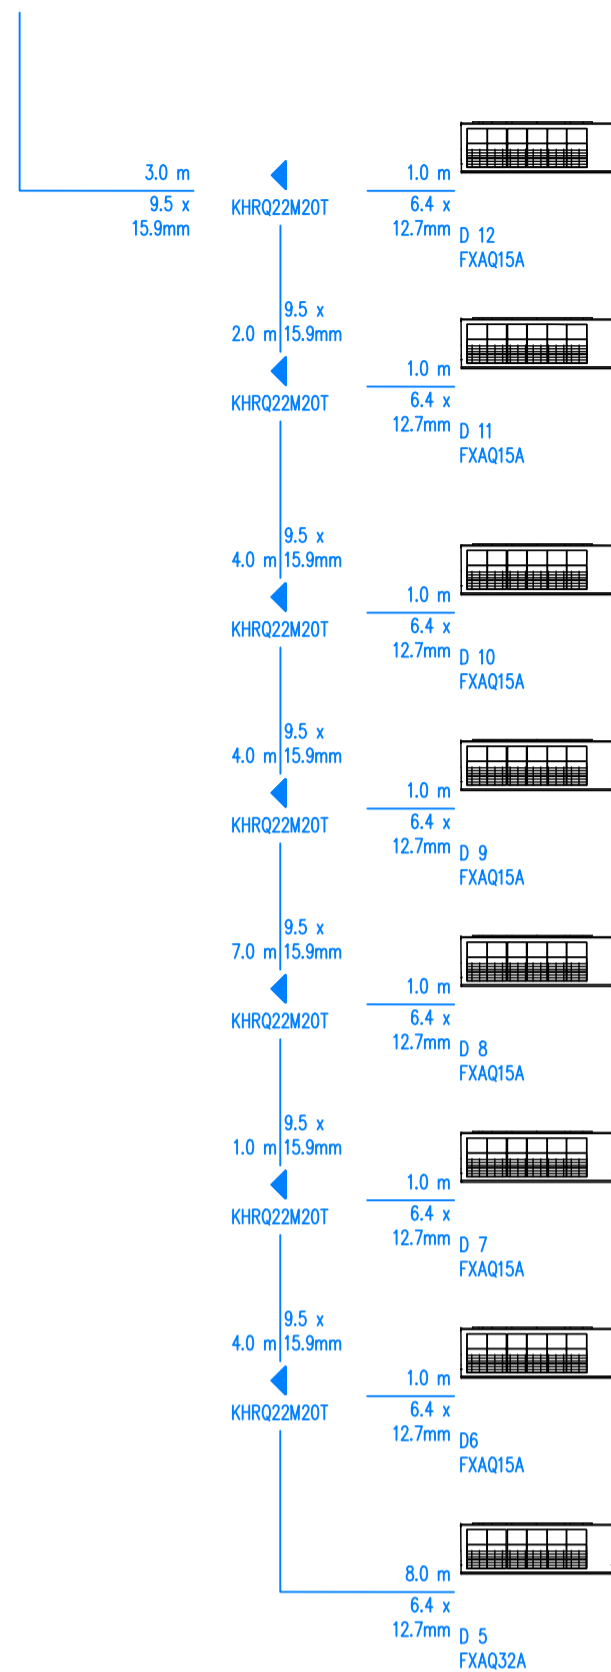 3.0 m
9.5 x
15.9mm
KHRQ22M20T
1.0 m
6.4 x
12.7mm
D 12
FXAQ15A
9.5 x
2.0 m 15.9mm
KHRQ22M20T
1.0 m
6.4 x
12.7mm
D 11
FXAQ15A
9.5 x
4.0 m 15.9mm
KHRQ22M20T
1.0 m
6.4 x
12.7mm
D 10
FXAQ15A
9.5 x
4.0 m 15.9mm
KHRQ22M20T
1.0 m
6.4 x
12.7mm
D 9
FXAQ15A
9.5 x
7.0 m 15.9mm
KHRQ22M20T
1.0 m
6.4 x
12.7mm
D 8
FXAQ15A
9.5 x
1.0 m 15.9mm
KHRQ22M20T
1.0 m
6.4 x
12.7mm
D 7
FXAQ15A
9.5 x
4.0 m 15.9mm
KHRQ22M20T
1.0 m
6.4 x
12.7mm
D6
FXAQ15A
8.0 m
6.4 x
12.7mm
D 5
FXAQ32A